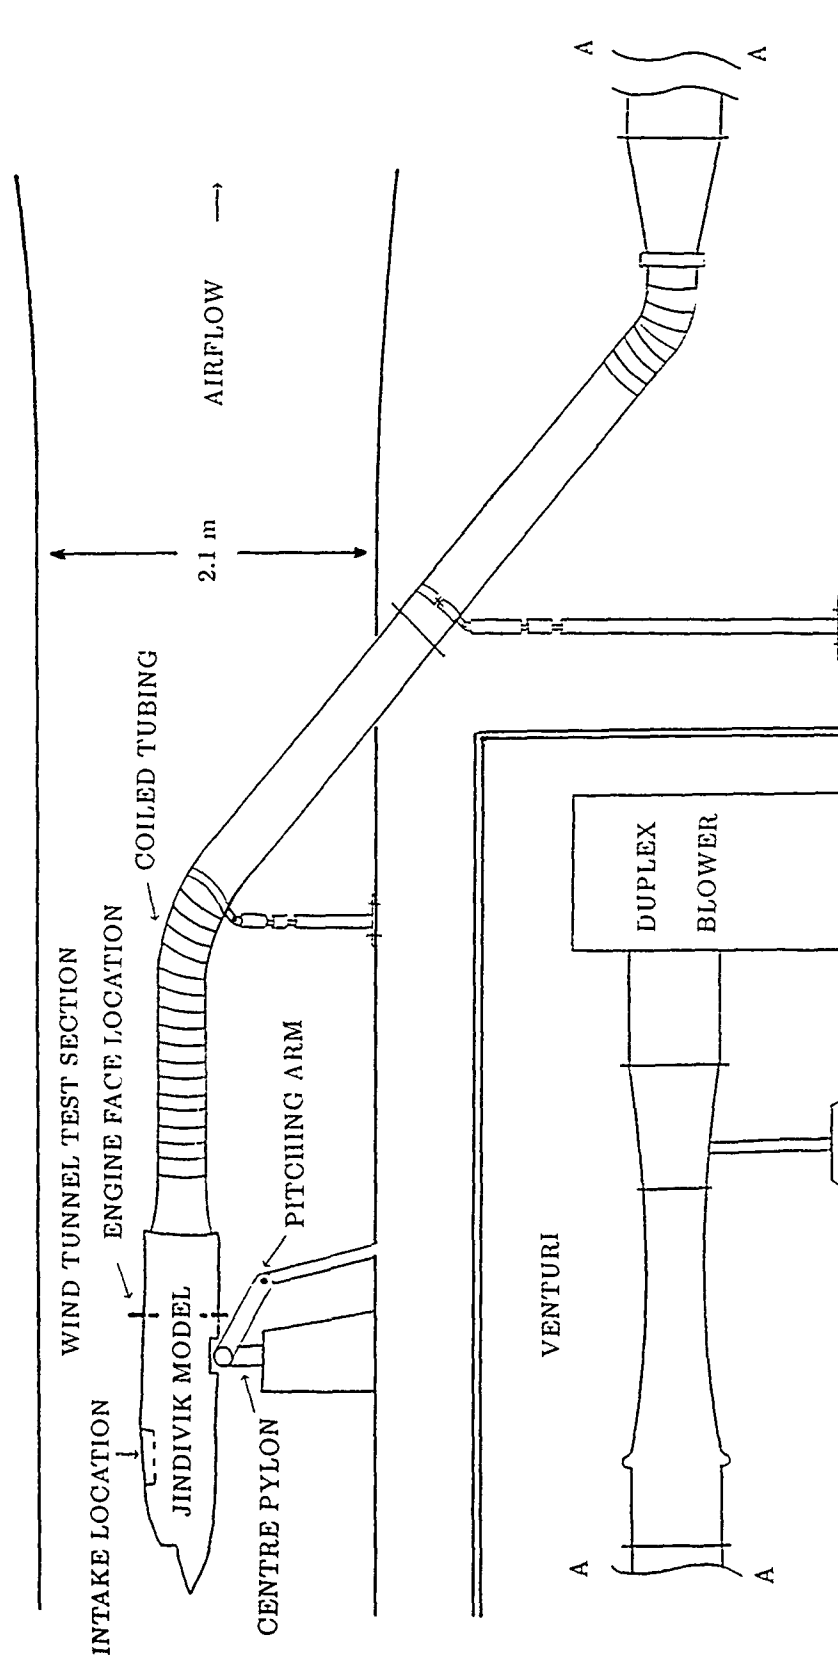 WIND TUNNEL TEST SECTION
INTAKE LOCATION
ENGINE FACE LOCATION
COILED TUBING
JINDIVIK MODEL
CENTRE PYLON
PITCHING ARM
2.1 m
AIRFLOW →
A
A
VENTURI
DUPLEX
BLOWER
A
A